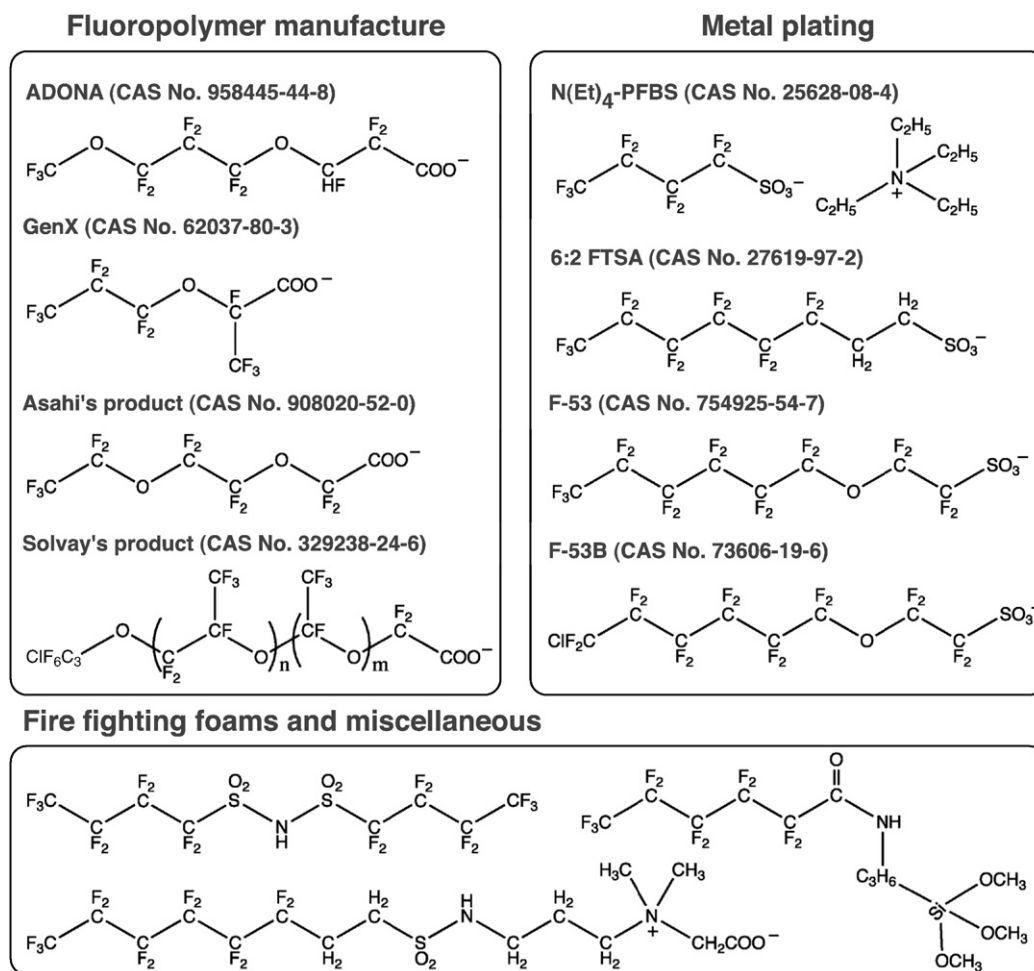 Fluoropolymer manufacture
ADONA (CAS No. 958445-44-8)
F2 F2
O C O C COO−
F3C C C C
F2 F2 HF
GenX (CAS No. 62037-80-3)
F2
C O F COO−
F3C C C
F2
CF3
Asahi's product (CAS No. 908020-52-0)
F2 F2
C C O COO−
F3C O C C
F2 F2
Solvay's product (CAS No. 329238-24-6)
CF3 CF3
F2
O ( CF ( CF C
ClF6C3 C O )n O )m COO−
F2
Metal plating
N(Et)4-PFBS (CAS No. 25628-08-4)
F2 F2
C C
F3C C SO3−
F2
C2H5
C2H5
N
+
C2H5 C2H5
6:2 FTSA (CAS No. 27619-97-2)
F2 F2 F2 H2
C C C C
F3C C C C SO3−
F2 F2 H2
F-53 (CAS No. 754925-54-7)
F2 F2 F2 F2
C C C C SO3−
F3C C C O C
F2 F2 F2
F-53B (CAS No. 73606-19-6)
F2 F2 F2 F2
C C C C SO3−
ClF2C C C O C
F2 F2 F2
Fire fighting foams and miscellaneous
F2 O2 O2 F2
F3C C S S C CF3
C C N C C
F2 F2 H F2 F2
O
F2 F2
C C C
F3C C C NH
F2 F2
C3H6
OCH3
Si
OCH3
OCH3
H3C CH3
F2 F2 F2 H2 H H2
C C C C N C N
+
F3C C C C S C C CH2COO−
F2 F2 H2 O2 H2 H2